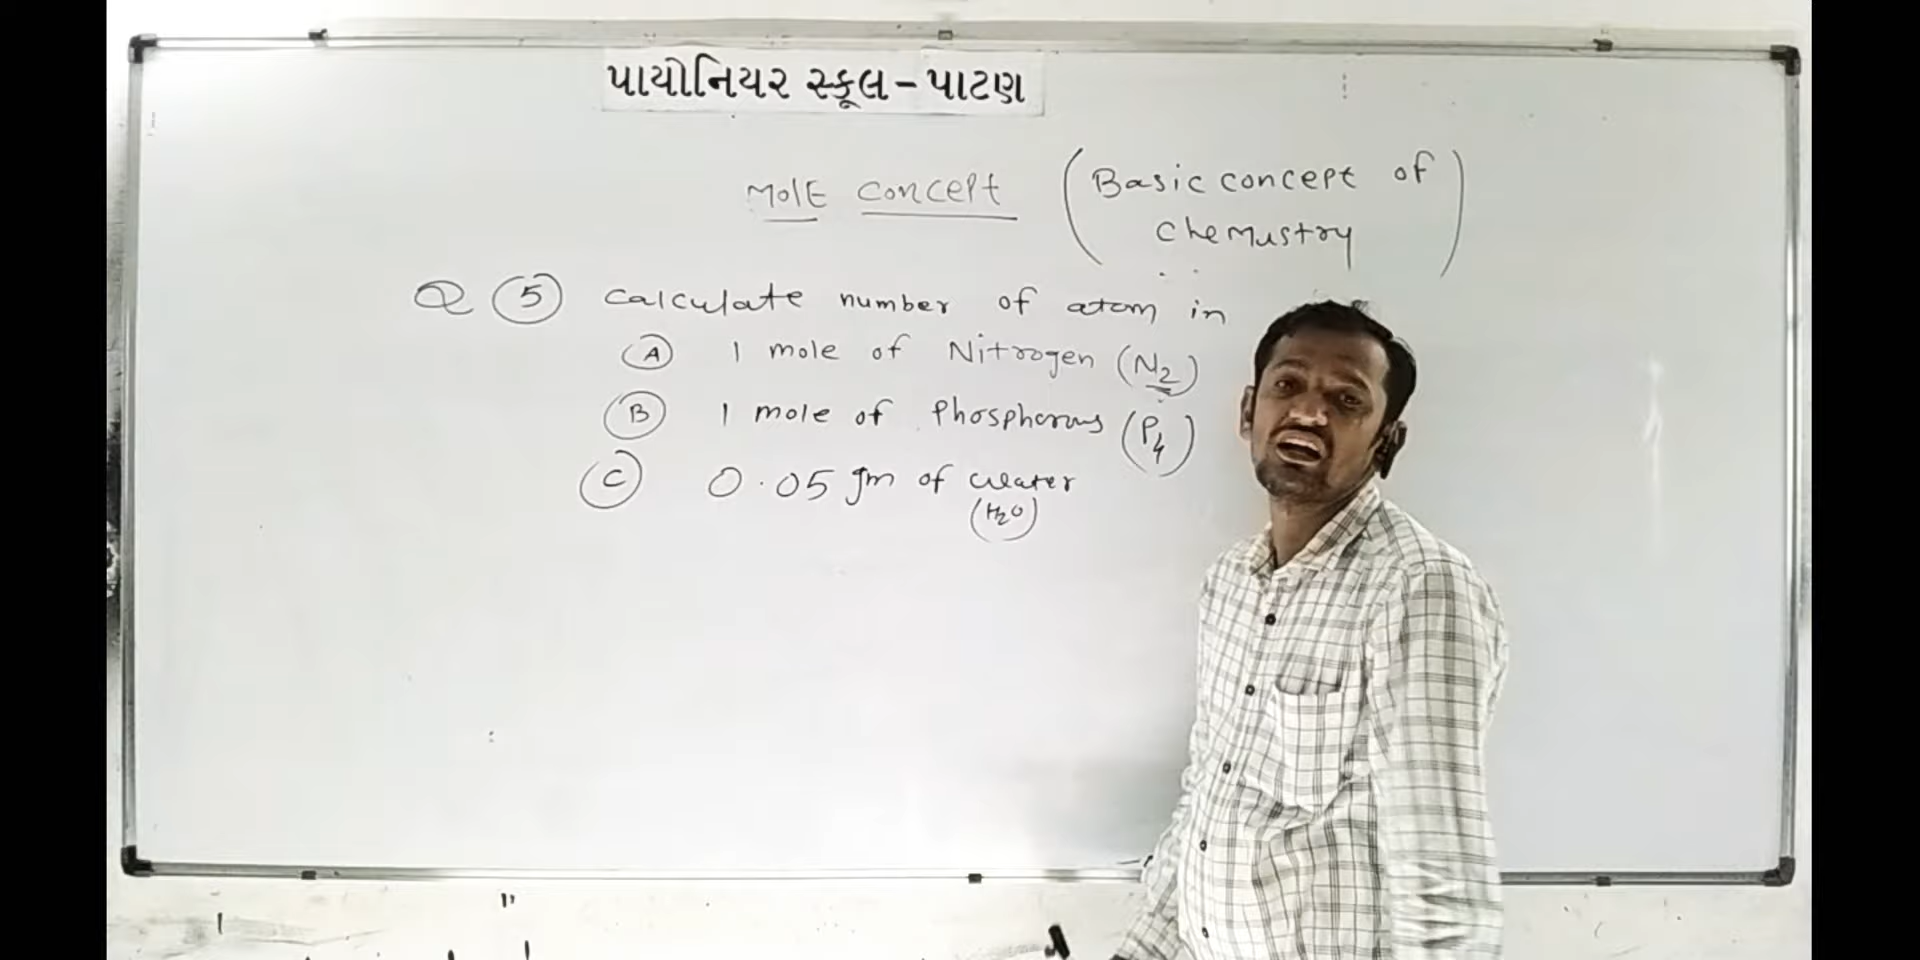 પાયોનિયર સ્કૂલ - પાટણ
MolE concept (Basic concept of
chemustry)
Q 5 calculate number of atom in
A 1 mole of Nitrogen (N₂)
B 1 mole of Phosphorus (P₄)
C 0.05 gm of water
(H₂O)